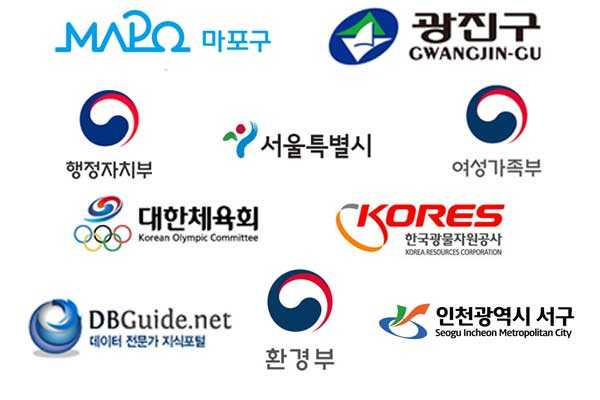 MAPO 마포구
광진구
GWANGJIN-GU
행정자치부
서울특별시
여성가족부
대한체육회
Korean Olympic Committee
KORES
한국광물자원공사
KOREA RESOURCES CORPORATION
DBGuide.net
데이터 전문가 지식포털
환경부
인천광역시 서구
Seogu Incheon Metropolitan City